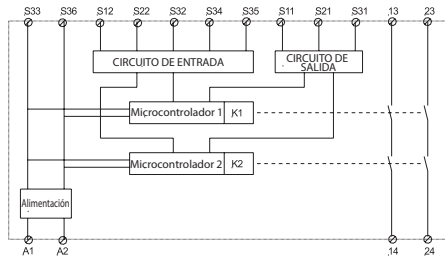 S33 S36 S12 S22 S32 S34 S35 S11 S21 S31 13 23
CIRCUITO DE ENTRADA
CIRCUITO DE
SALIDA
Microcontrolador 1 K1
Microcontrolador 2 K2
Alimentación
A1 A2 14 24